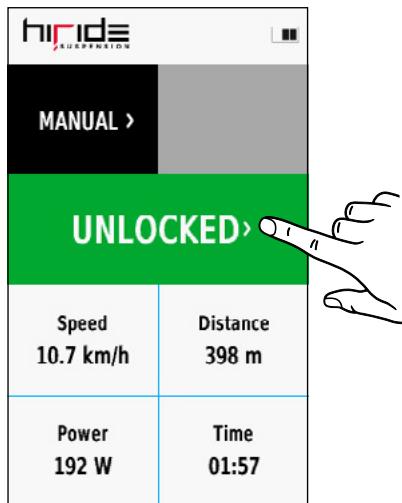 hiride
SUSPENSION
MANUAL >
UNLOCKED>
Speed
10.7 km/h
Distance
398 m
Power
192 W
Time
01:57